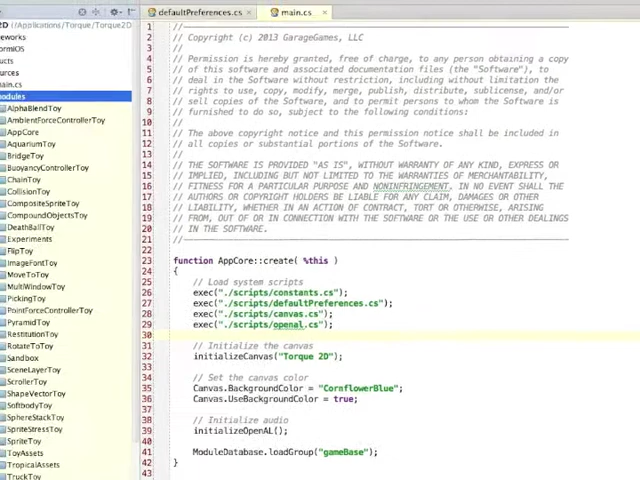 2D (/Applications/Torque/Torque2D)
defaultPreferences.cs ×
main.cs ×
eworks
ormiOS
ucts
urces
ain.cs
odules
AlphaBlendToy
AmbientForceControllerToy
AppCore
AquariumToy
BridgeToy
BuoyancyControllerToy
ChainToy
CollisionToy
CompositeSpriteToy
CompoundObjectsToy
DeathBallToy
Experiments
FlipToy
ImageFontToy
MoveToToy
MultiWindowToy
PickingToy
PointForceControllerToy
PyramidToy
RestitutionToy
RotateToToy
Sandbox
SceneLayerToy
ScrollerToy
ShapeVectorToy
SoftbodyToy
SphereStackToy
SpriteStressToy
SpriteToy
ToyAssets
TropicalAssets
TruckToy
1 //-----------------------------------------------------------------------------
2 // Copyright (c) 2013 GarageGames, LLC
3 //
4 // Permission is hereby granted, free of charge, to any person obtaining a copy
5 // of this software and associated documentation files (the "Software"), to
6 // deal in the Software without restriction, including without limitation the
7 // rights to use, copy, modify, merge, publish, distribute, sublicense, and/or
8 // sell copies of the Software, and to permit persons to whom the Software is
9 // furnished to do so, subject to the following conditions:
10 //
11 // The above copyright notice and this permission notice shall be included in
12 // all copies or substantial portions of the Software.
13 //
14 // THE SOFTWARE IS PROVIDED "AS IS", WITHOUT WARRANTY OF ANY KIND, EXPRESS OR
15 // IMPLIED, INCLUDING BUT NOT LIMITED TO THE WARRANTIES OF MERCHANTABILITY,
16 // FITNESS FOR A PARTICULAR PURPOSE AND NONINFRINGEMENT. IN NO EVENT SHALL THE
17 // AUTHORS OR COPYRIGHT HOLDERS BE LIABLE FOR ANY CLAIM, DAMAGES OR OTHER
18 // LIABILITY, WHETHER IN AN ACTION OF CONTRACT, TORT OR OTHERWISE, ARISING
19 // FROM, OUT OF OR IN CONNECTION WITH THE SOFTWARE OR THE USE OR OTHER DEALINGS
20 // IN THE SOFTWARE.
21 //-----------------------------------------------------------------------------
22
23 function AppCore::create( %this )
24 {
25 // Load system scripts
26 exec("./scripts/constants.cs");
27 exec("./scripts/defaultPreferences.cs");
28 exec("./scripts/canvas.cs");
29 exec("./scripts/openal.cs");
30
31 // Initialize the canvas
32 initializeCanvas("Torque 2D");
33
34 // Set the canvas color
35 Canvas.BackgroundColor = "CornflowerBlue";
36 Canvas.UseBackgroundColor = true;
37
38 // Initialize audio
39 initializeOpenAL();
40
41 ModuleDatabase.loadGroup("gameBase");
42 }
43